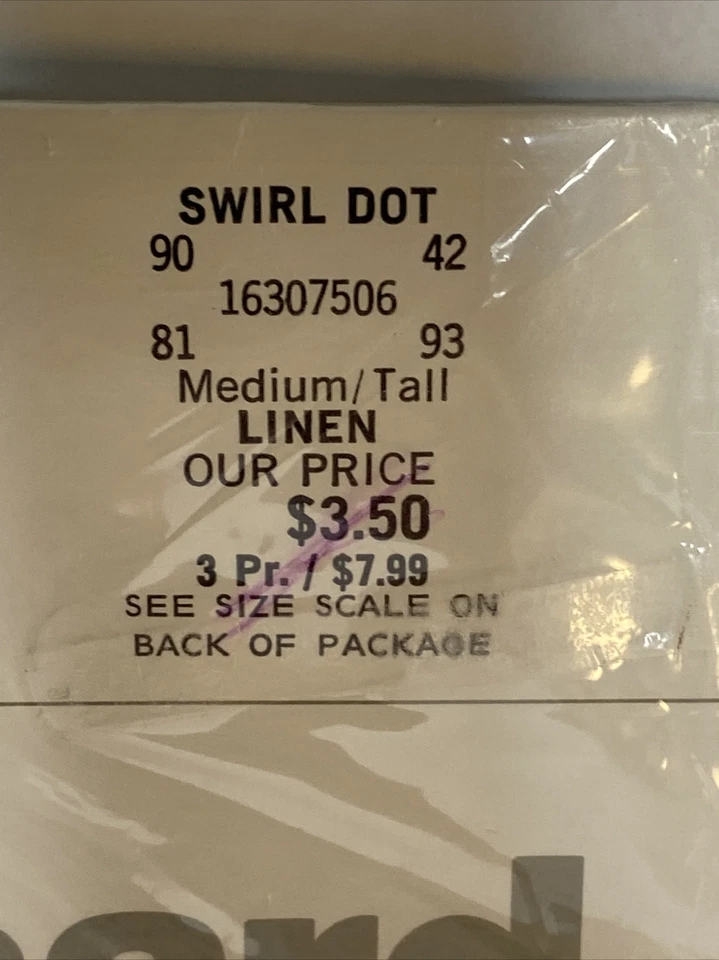 SWIRL DOT
90 42
16307506
81 93
Medium/Tall
LINEN
OUR PRICE
$3.50
3 Pr. / $7.99
SEE SIZE SCALE ON
BACK OF PACKAGE